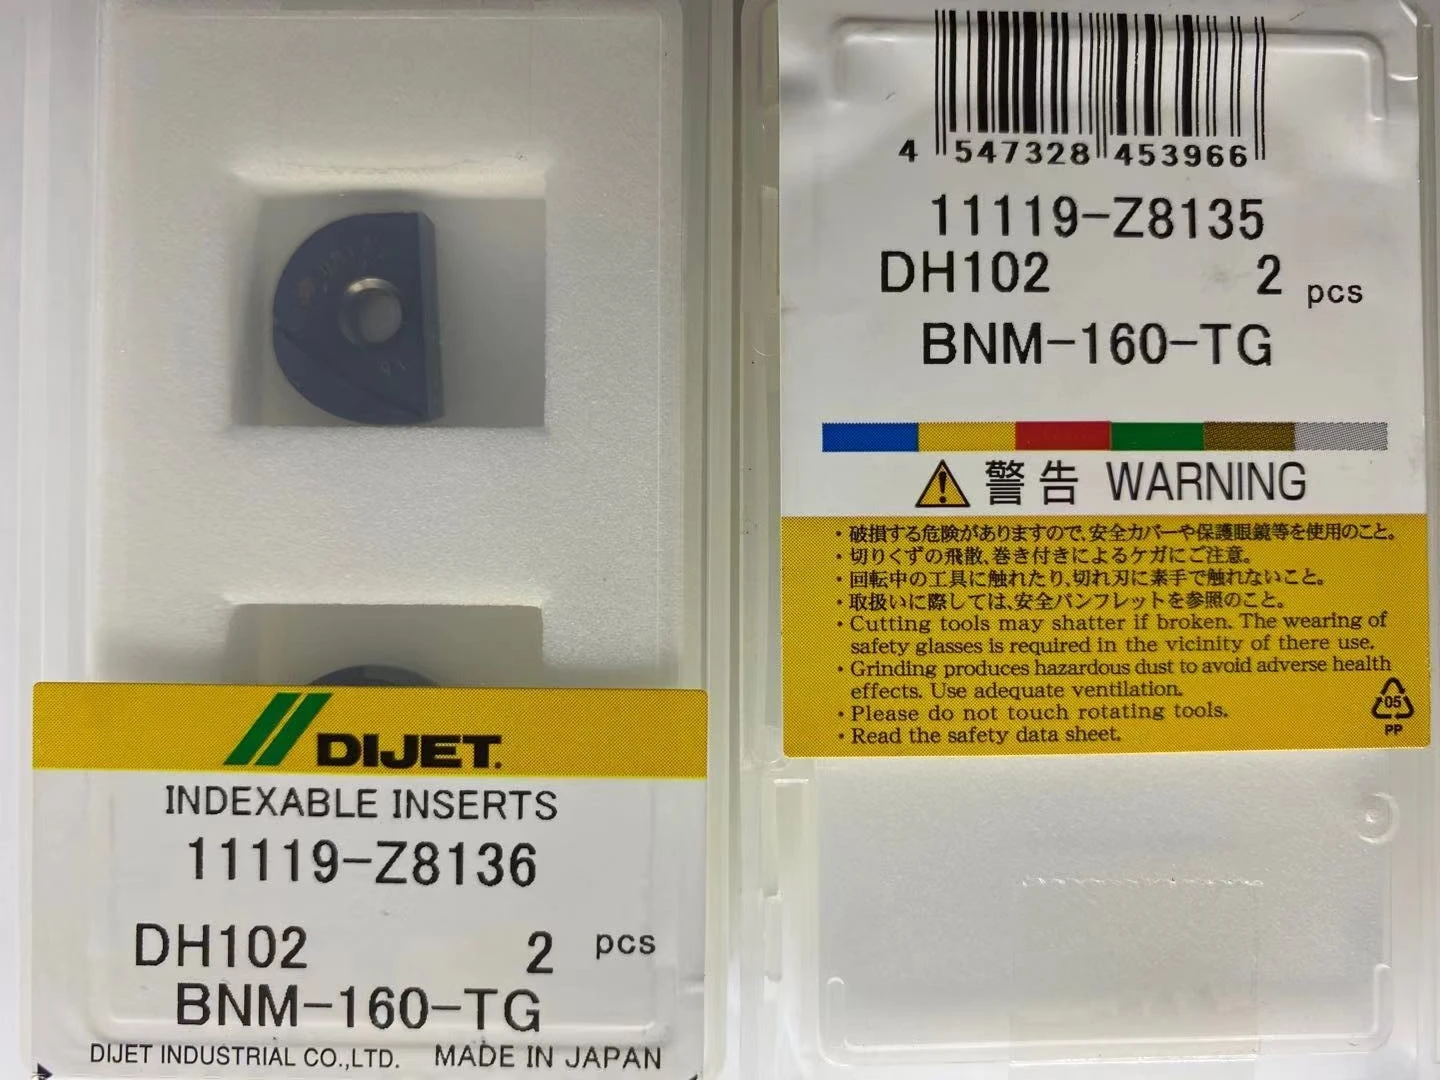 DIJET
INDEXABLE INSERTS
11119-Z8136
DH102 2 pcs
BNM-160-TG
DIJET INDUSTRIAL CO.,LTD. MADE IN JAPAN
4 547328 453966
11119-Z8135
DH102 2 pcs
BNM-160-TG
警告 WARNING
・破損する危険がありますので、安全カバーや保護眼鏡等を使用のこと。
・切りくずの飛散、巻き付きによるケガにご注意。
・回転中の工具に触れたり、切れ刃に素手で触れないこと。
・取扱いに際しては、安全パンフレットを参照のこと。
・Cutting tools may shatter if broken. The wearing of
safety glasses is required in the vicinity of there use.
・Grinding produces hazardous dust to avoid adverse health
effects. Use adequate ventilation.
・Please do not touch rotating tools.
・Read the safety data sheet.
05
PP